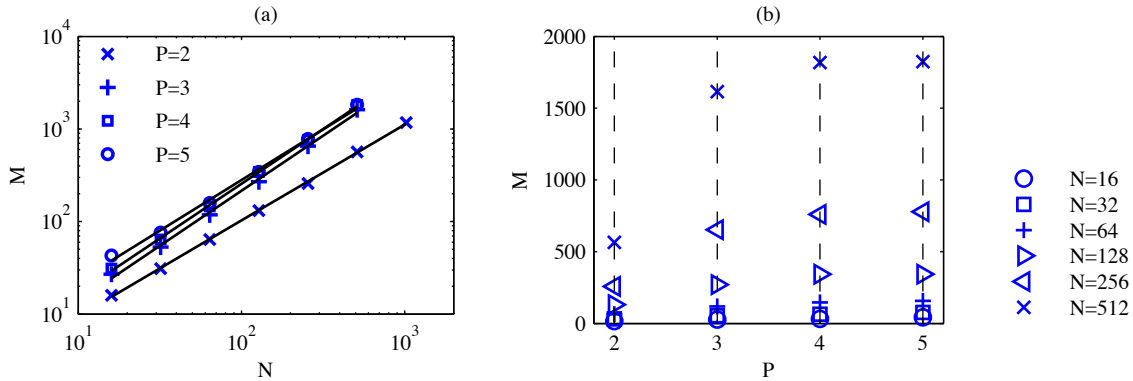 (a)
10^4
10^3
10^2
10^1
M
P=2
P=3
P=4
P=5
10^1
10^2
10^3
N
(b)
2000
1500
1000
500
0
M
2
3
4
5
P
N=16
N=32
N=64
N=128
N=256
N=512